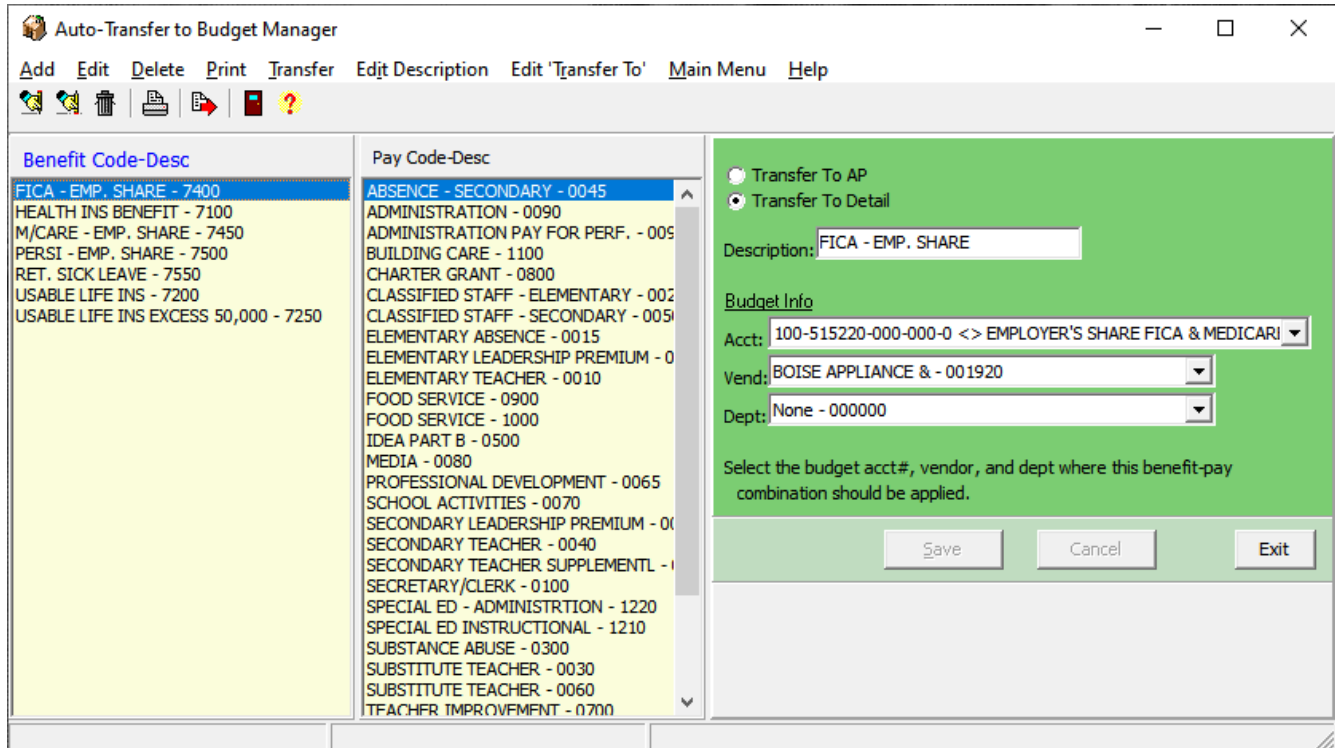 Auto-Transfer to Budget Manager
Add Edit Delete Print Transfer Edit Description Edit 'Transfer To' Main Menu Help
Benefit Code-Desc
FICA - EMP. SHARE - 7400
HEALTH INS BENEFIT - 7100
M/CARE - EMP. SHARE - 7450
PERSI - EMP. SHARE - 7500
RET. SICK LEAVE - 7550
USABLE LIFE INS - 7200
USABLE LIFE INS EXCESS 50,000 - 7250
Pay Code-Desc
ABSENCE - SECONDARY - 0045
ADMINISTRATION - 0090
ADMINISTRATION PAY FOR PERF. - 009
BUILDING CARE - 1100
CHARTER GRANT - 0800
CLASSIFIED STAFF - ELEMENTARY - 002
CLASSIFIED STAFF - SECONDARY - 005
ELEMENTARY ABSENCE - 0015
ELEMENTARY LEADERSHIP PREMIUM - 0
ELEMENTARY TEACHER - 0010
FOOD SERVICE - 0900
FOOD SERVICE - 1000
IDEA PART B - 0500
MEDIA - 0080
PROFESSIONAL DEVELOPMENT - 0065
SCHOOL ACTIVITIES - 0070
SECONDARY LEADERSHIP PREMIUM - 00
SECONDARY TEACHER - 0040
SECONDARY TEACHER SUPPLEMENTL -
SECRETARY/CLERK - 0100
SPECIAL ED - ADMINISTRTION - 1220
SPECIAL ED INSTRUCTIONAL - 1210
SUBSTANCE ABUSE - 0300
SUBSTITUTE TEACHER - 0030
SUBSTITUTE TEACHER - 0060
TEACHER IMPROVEMENT - 0700
Transfer To AP
Transfer To Detail
Description: FICA - EMP. SHARE
Budget Info
Acct: 100-515220-000-000-0 <> EMPLOYER'S SHARE FICA & MEDICARI
Vend: BOISE APPLIANCE & - 001920
Dept: None - 000000
Select the budget acct#, vendor, and dept where this benefit-pay
combination should be applied.
Save Cancel Exit